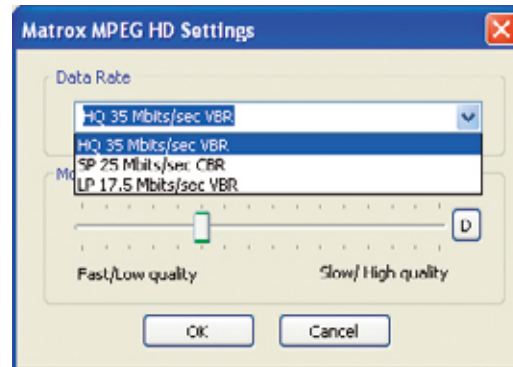 Matrox MPEG HD Settings
Data Rate
HQ 35 Mbits/sec VBR
HQ 35 Mbits/sec VBR
SP 25 Mbits/sec CBR
LP 17.5 Mbits/sec VBR
D
Fast/Low quality Slow/ High quality
OK Cancel